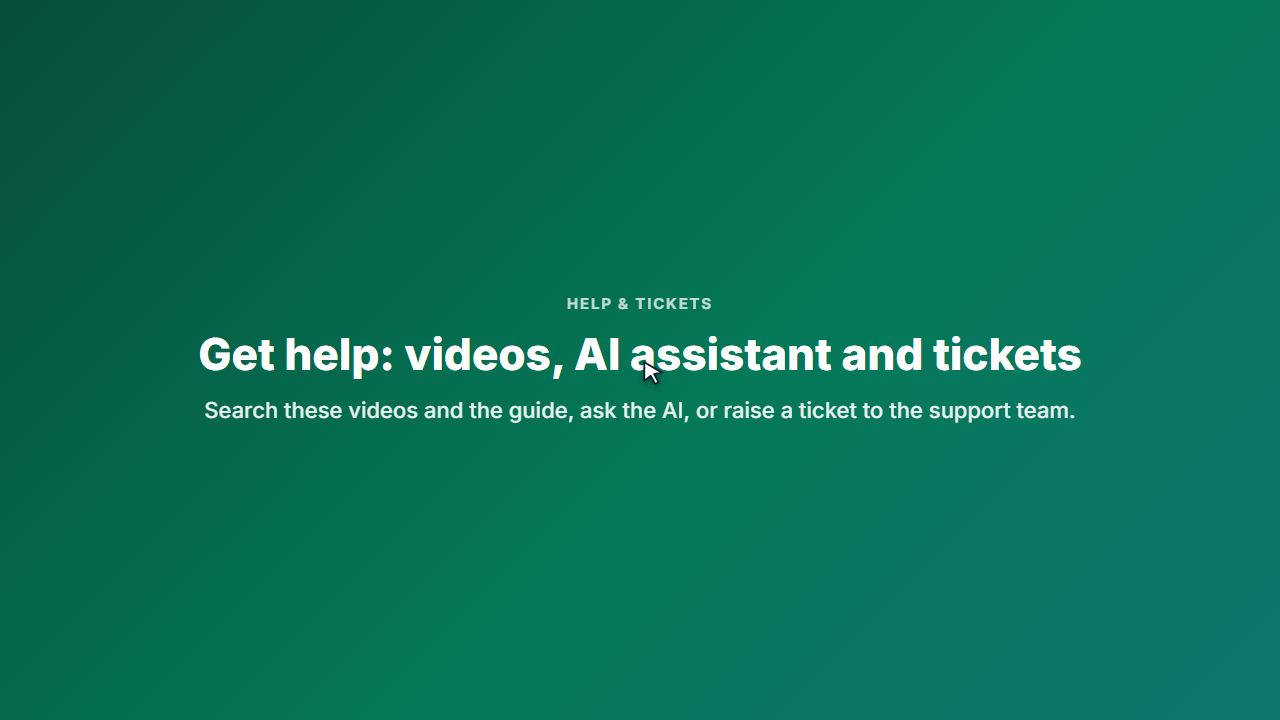 HELP & TICKETS
Get help: videos, AI assistant and tickets
Search these videos and the guide, ask the AI, or raise a ticket to the support team.